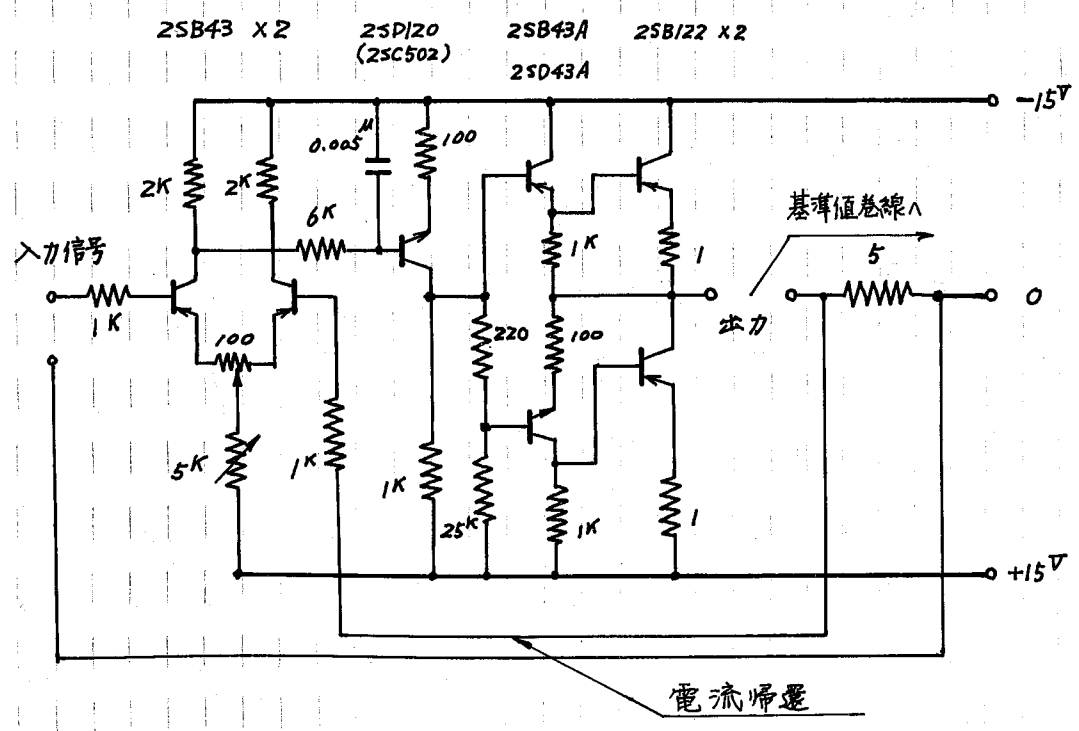 2SB43 ×2
2SD120
(2SC502)
2SB43A
2SD43A
2SB122 ×2
-15V
0.005μ
100
2K
2K
6K
基準値巻線へ
1K
1
5
入力信号
1K
0
出力
100
220
100
5K
1K
1K
25K
1K
1
+15V
電流帰還